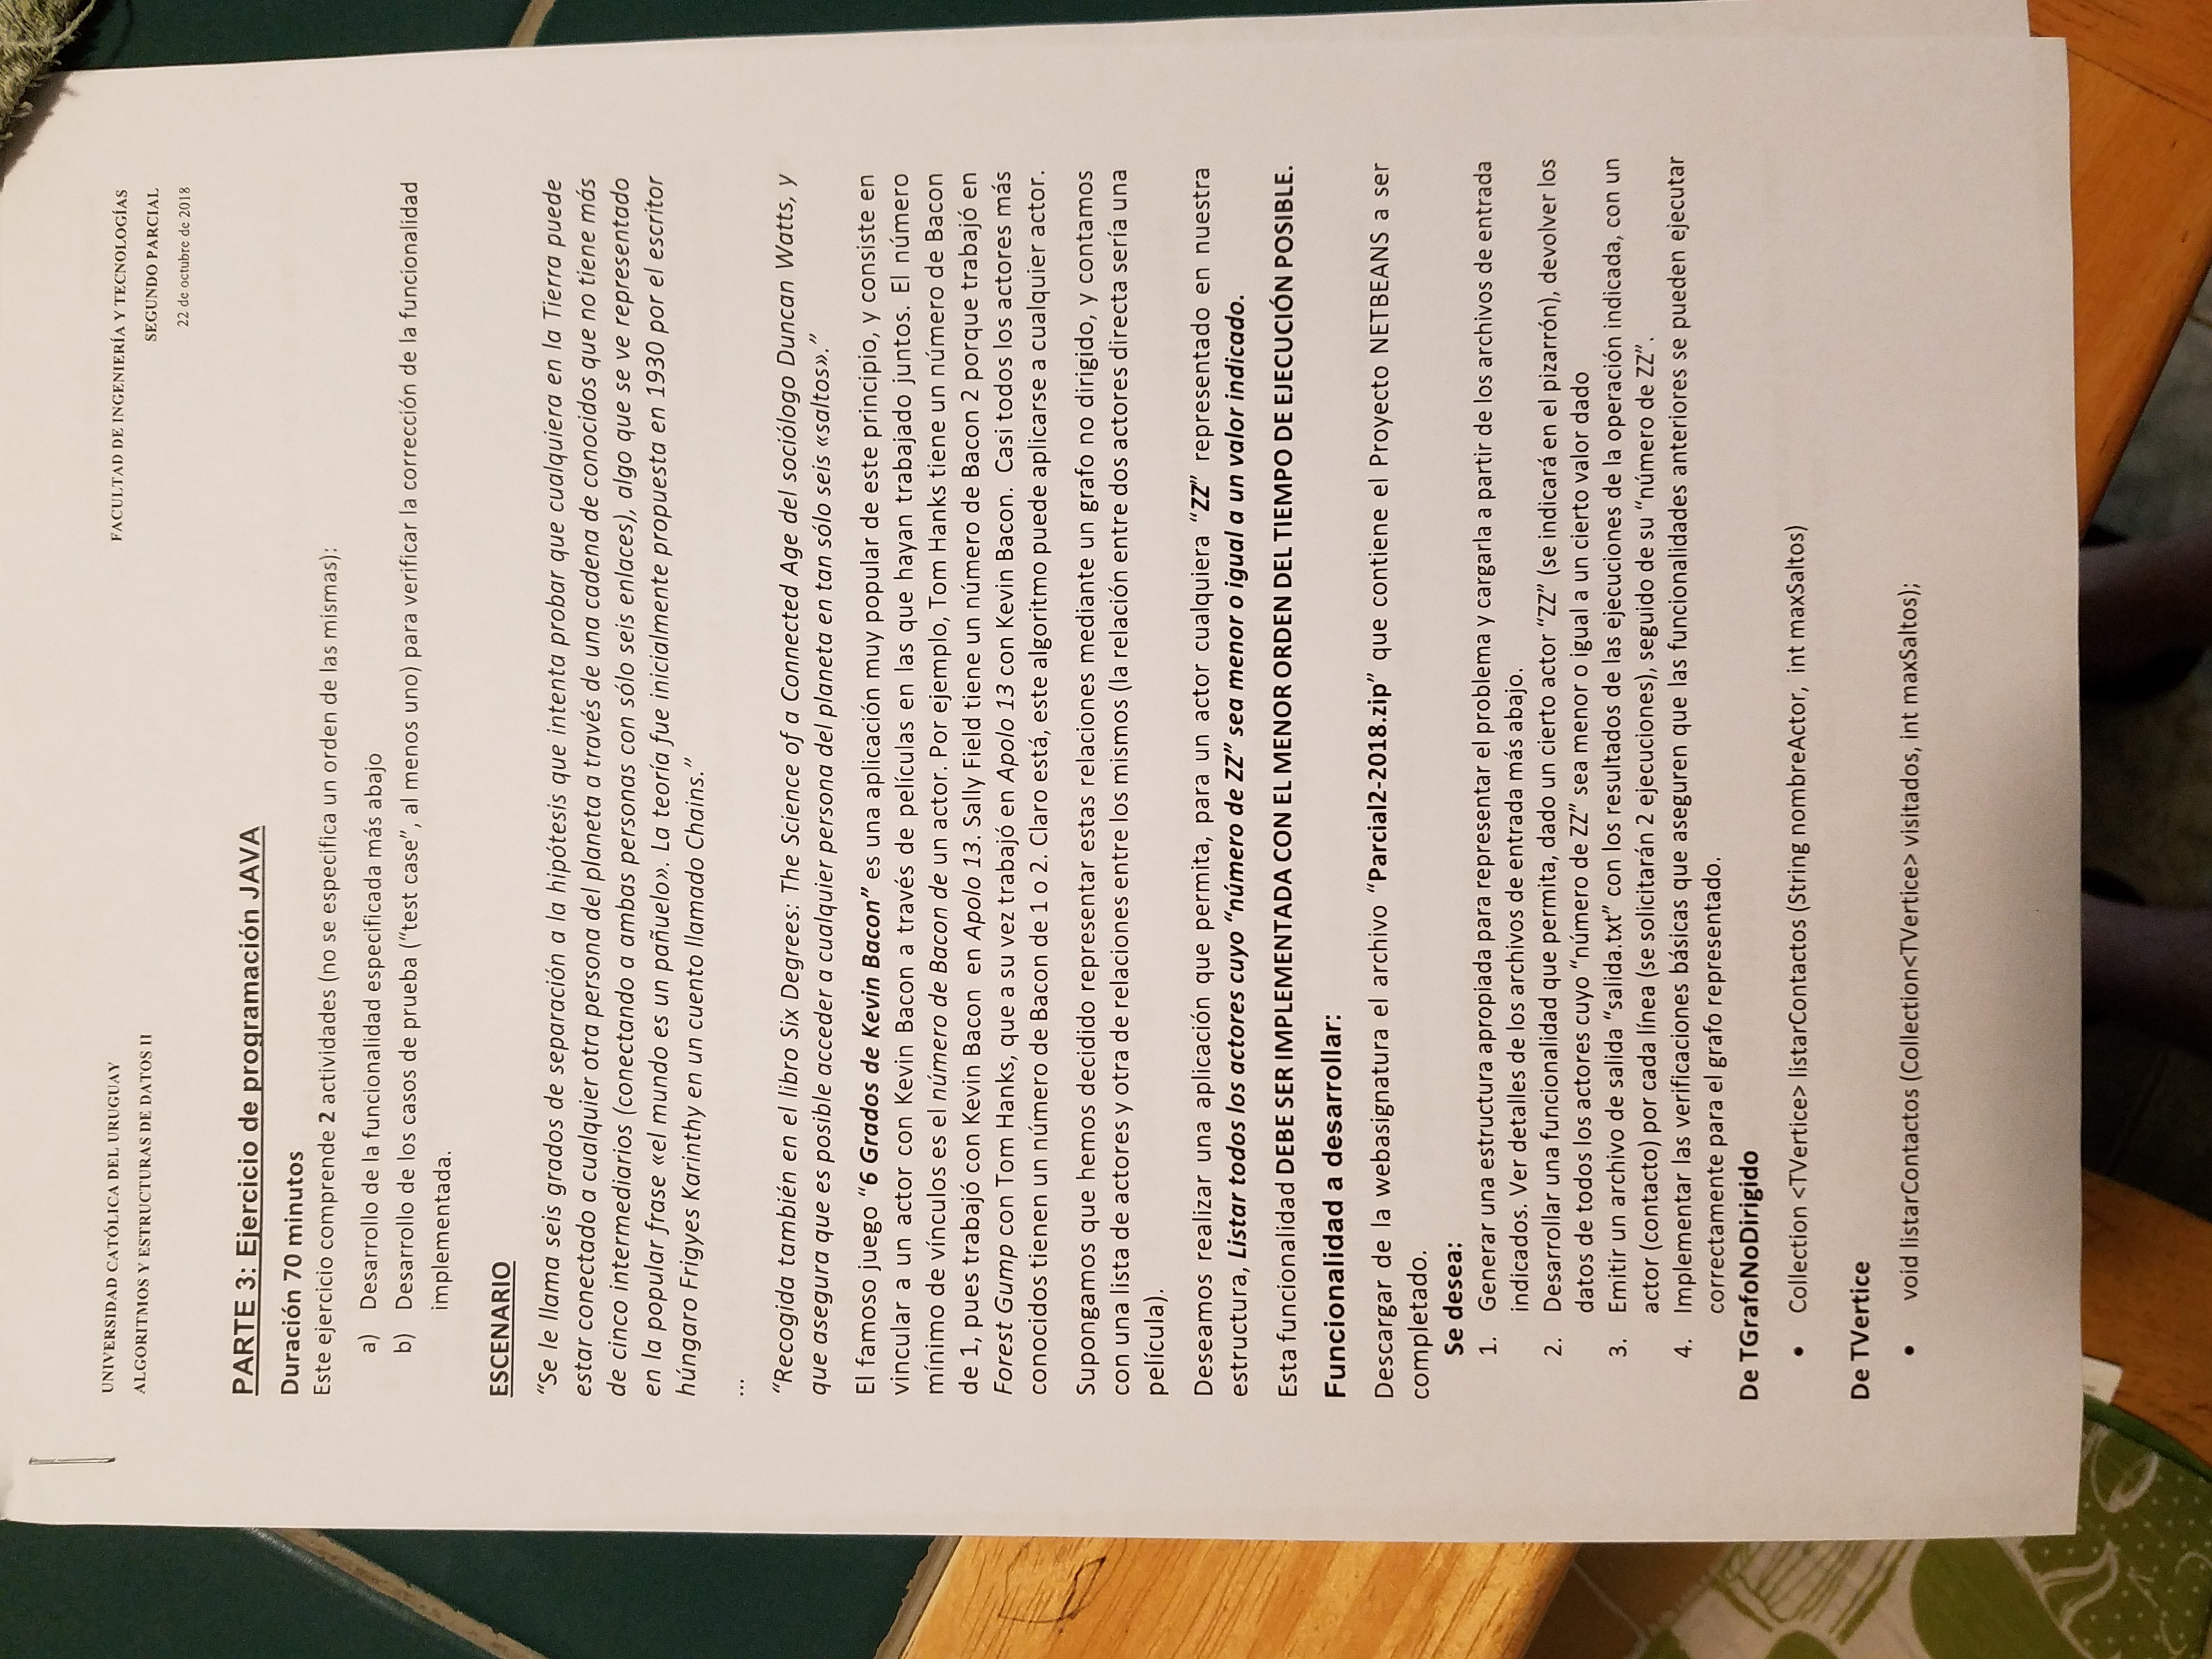 UNIVERSIDAD CATÓLICA DEL URUGUAY
ALGORITMOS Y ESTRUCTURAS DE DATOS II
FACULTAD DE INGENIERÍA Y TECNOLOGÍAS
SEGUNDO PARCIAL
22 de octubre de 2018
PARTE 3: Ejercicio de programación JAVA
Duración 70 minutos
Este ejercicio comprende 2 actividades (no se especifica un orden de las mismas):
a) Desarrollo de la funcionalidad especificada más abajo
b) Desarrollo de los casos de prueba (“test case”, al menos uno) para verificar la corrección de la funcionalidad
implementada.
ESCENARIO
“Se le llama seis grados de separación a la hipótesis que intenta probar que cualquiera en la Tierra puede
estar conectado a cualquier otra persona del planeta a través de una cadena de conocidos que no tiene más
de cinco intermediarios (conectando a ambas personas con sólo seis enlaces), algo que se ve representado
en la popular frase «el mundo es un pañuelo». La teoría fue inicialmente propuesta en 1930 por el escritor
húngaro Frigyes Karinthy en un cuento llamado Chains.”
...
“Recogida también en el libro Six Degrees: The Science of a Connected Age del sociólogo Duncan Watts, y
que asegura que es posible acceder a cualquier persona del planeta en tan sólo seis «saltos».”
El famoso juego “6 Grados de Kevin Bacon” es una aplicación muy popular de este principio, y consiste en
vincular a un actor con Kevin Bacon a través de películas en las que hayan trabajado juntos. El número
mínimo de vínculos es el número de Bacon de un actor. Por ejemplo, Tom Hanks tiene un número de Bacon
de 1, pues trabajó con Kevin Bacon en Apolo 13. Sally Field tiene un número de Bacon 2 porque trabajó en
Forest Gump con Tom Hanks, que a su vez trabajó en Apolo 13 con Kevin Bacon. Casi todos los actores más
conocidos tienen un número de Bacon de 1 o 2. Claro está, este algoritmo puede aplicarse a cualquier actor.
Supongamos que hemos decidido representar estas relaciones mediante un grafo no dirigido, y contamos
con una lista de actores y otra de relaciones entre los mismos (la relación entre dos actores directa sería una
película).
Deseamos realizar una aplicación que permita, para un actor cualquiera “ZZ” representado en nuestra
estructura, Listar todos los actores cuyo “número de ZZ” sea menor o igual a un valor indicado.
Esta funcionalidad DEBE SER IMPLEMENTADA CON EL MENOR ORDEN DEL TIEMPO DE EJECUCIÓN POSIBLE.
Funcionalidad a desarrollar:
Descargar de la webasignatura el archivo “Parcial2-2018.zip” que contiene el Proyecto NETBEANS a ser
completado.
Se desea:
1. Generar una estructura apropiada para representar el problema y cargarla a partir de los archivos de entrada
indicados. Ver detalles de los archivos de entrada más abajo.
2. Desarrollar una funcionalidad que permita, dado un cierto actor “ZZ” (se indicará en el pizarrón), devolver los
datos de todos los actores cuyo “número de ZZ” sea menor o igual a un cierto valor dado
3. Emitir un archivo de salida “salida.txt” con los resultados de las ejecuciones de la operación indicada, con un
actor (contacto) por cada línea (se solicitarán 2 ejecuciones), seguido de su “número de ZZ”.
4. Implementar las verificaciones básicas que aseguren que las funcionalidades anteriores se pueden ejecutar
correctamente para el grafo representado.
De TGrafoNoDirigido
• Collection <TVertice> listarContactos (String nombreActor, int maxSaltos)
De TVertice
• void listarContactos (Collection<TVertice> visitados, int maxSaltos);